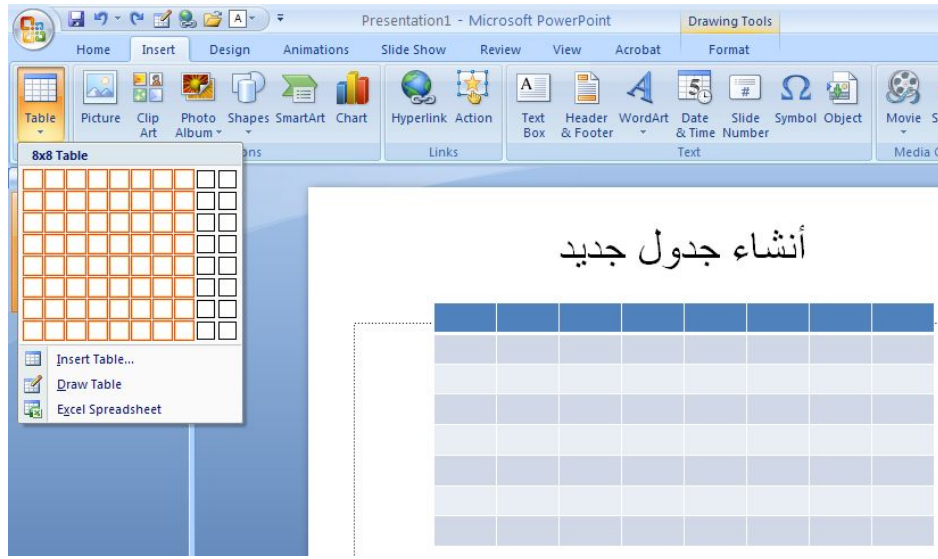 Presentation1 - Microsoft PowerPoint
Drawing Tools
Home Insert Design Animations Slide Show Review View Acrobat Format
Table Picture Clip Art Photo Album Shapes SmartArt Chart Hyperlink Action Text Box Header & Footer WordArt Date & Time Slide Number Symbol Object Movie
Links Text Media
8x8 Table
Insert Table...
Draw Table
Excel Spreadsheet
أنشاء جدول جديد